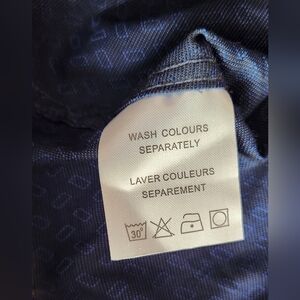 WASH COLOURS
SEPARATELY
LAVER COULEURS
SEPAREMENT
30°